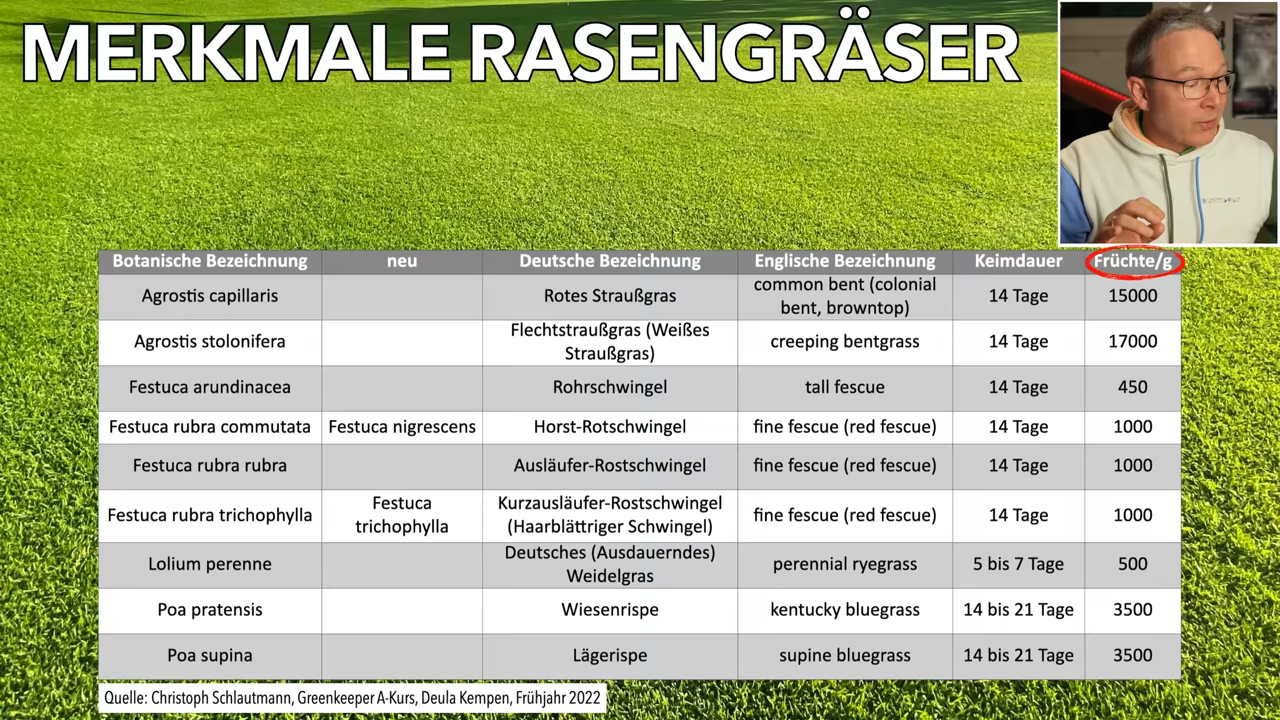 MERKMALE RASENGRÄSER
Botanische Bezeichnung neu Deutsche Bezeichnung Englische Bezeichnung Keimdauer Früchte/g
Agrostis capillaris Rotes Straußgras common bent (colonial bent, browntop) 14 Tage 15000
Agrostis stolonifera Flechtstraußgras (Weißes Straußgras) creeping bentgrass 14 Tage 17000
Festuca arundinacea Rohrschwingel tall fescue 14 Tage 450
Festuca rubra commutata Festuca nigrescens Horst-Rotschwingel fine fescue (red fescue) 14 Tage 1000
Festuca rubra rubra Ausläufer-Rostschwingel fine fescue (red fescue) 14 Tage 1000
Festuca rubra trichophylla Festuca trichophylla Kurzausläufer-Rostschwingel (Haarblättriger Schwingel) fine fescue (red fescue) 14 Tage 1000
Lolium perenne Deutsches (Ausdauerndes) Weidelgras perennial ryegrass 5 bis 7 Tage 500
Poa pratensis Wiesenrispe kentucky bluegrass 14 bis 21 Tage 3500
Poa supina Lägerispe supine bluegrass 14 bis 21 Tage 3500
Quelle: Christoph Schlautmann, Greenkeeper A-Kurs, Deula Kempen, Frühjahr 2022